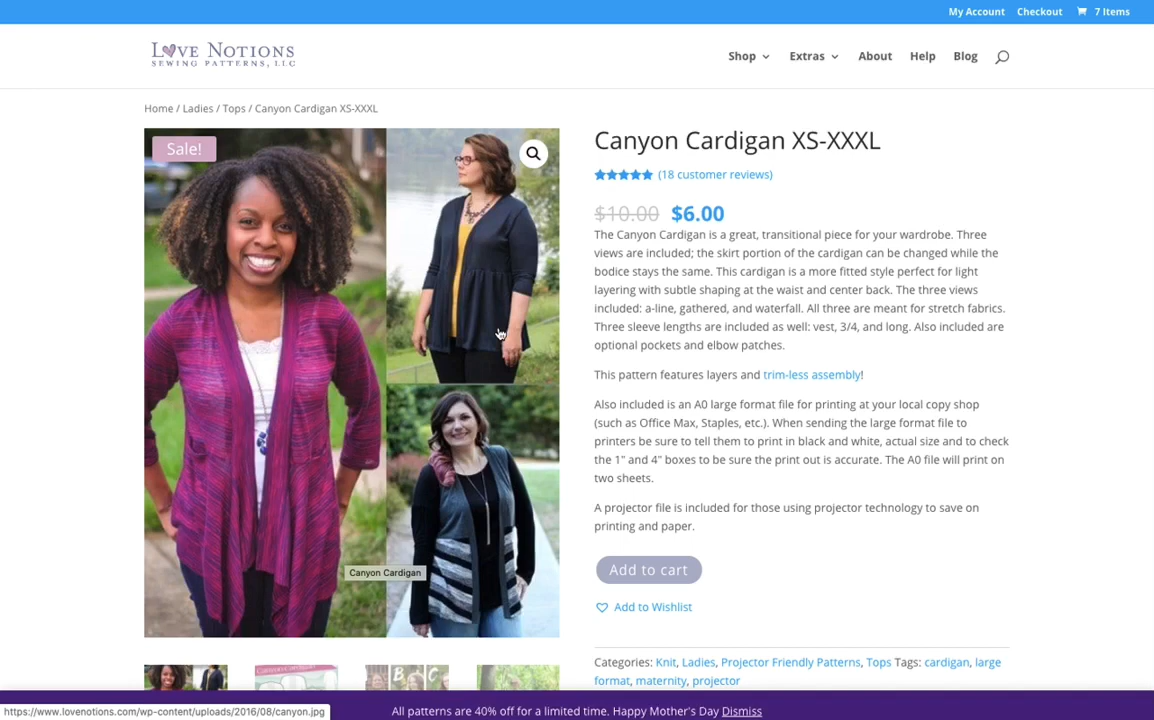 My Account Checkout 7 Items
LOVE NOTIONS
SEWING PATTERNS, LLC
Shop Extras About Help Blog
Home / Ladies / Tops / Canyon Cardigan XS-XXXL
Sale!
Canyon Cardigan XS-XXXL
(18 customer reviews)
$10.00 $6.00
The Canyon Cardigan is a great, transitional piece for your wardrobe. Three
views are included; the skirt portion of the cardigan can be changed while the
bodice stays the same. This cardigan is a more fitted style perfect for light
layering with subtle shaping at the waist and center back. The three views
included: a-line, gathered, and waterfall. All three are meant for stretch fabrics.
Three sleeve lengths are included as well: vest, 3/4, and long. Also included are
optional pockets and elbow patches.
This pattern features layers and trim-less assembly!
Also included is an A0 large format file for printing at your local copy shop
(such as Office Max, Staples, etc.). When sending the large format file to
printers be sure to tell them to print in black and white, actual size and to check
the 1" and 4" boxes to be sure the print out is accurate. The A0 file will print on
two sheets.
A projector file is included for those using projector technology to save on
printing and paper.
Canyon Cardigan
Add to cart
Add to Wishlist
Categories: Knit, Ladies, Projector Friendly Patterns, Tops Tags: cardigan, large
format, maternity, projector
B C
https://www.lovenotions.com/wp-content/uploads/2016/08/canyon.jpg
All patterns are 40% off for a limited time. Happy Mother's Day Dismiss